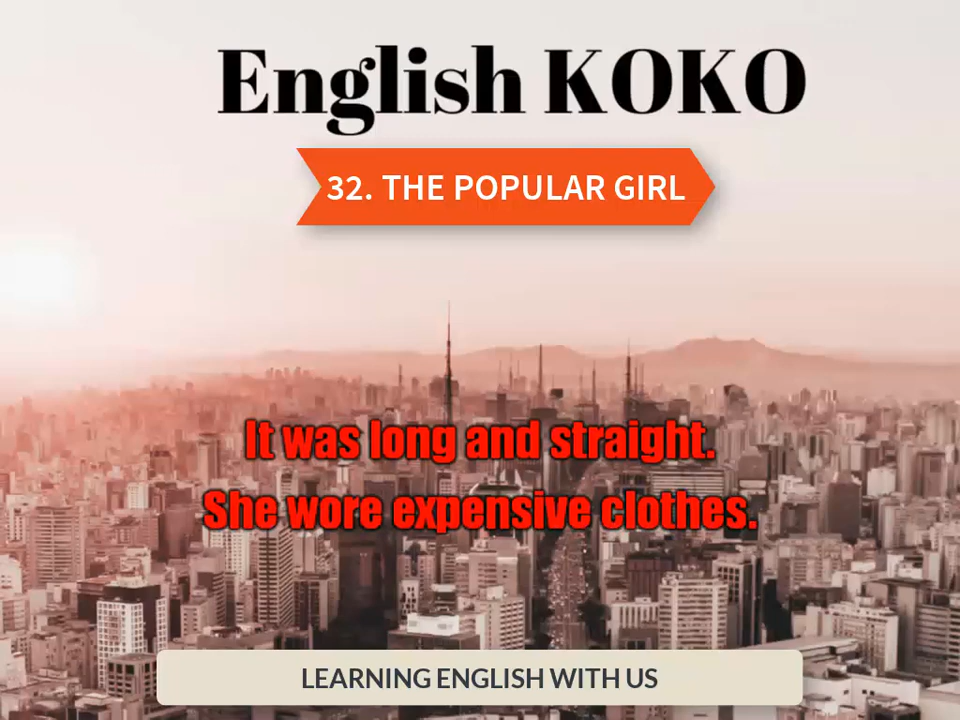 English KOKO
32. THE POPULAR GIRL
It was long and straight.
She wore expensive clothes.
LEARNING ENGLISH WITH US